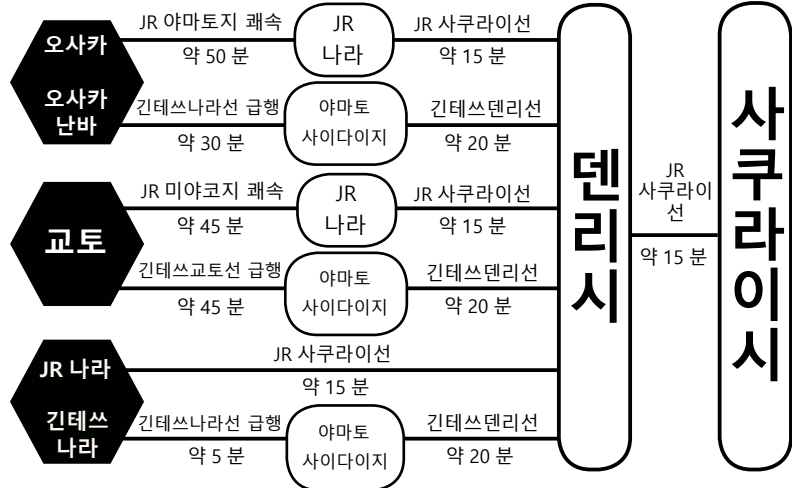 오사카
오사카
난바
JR 야마토지 쾌속
약 50 분
JR
나라
JR 사쿠라이선
약 15 분
긴테쓰나라선 급행
약 30 분
야마토
사이다이지
긴테쓰덴리선
약 20 분
교토
JR 미야코지 쾌속
약 45 분
JR
나라
JR 사쿠라이선
약 15 분
긴테쓰교토선 급행
약 45 분
야마토
사이다이지
긴테쓰덴리선
약 20 분
JR 나라
긴테쓰
나라
JR 사쿠라이선
약 15 분
긴테쓰나라선 급행
약 5 분
야마토
사이다이지
긴테쓰덴리선
약 20 분
덴리시
JR
사쿠라이
선
약 15 분
사쿠라이시